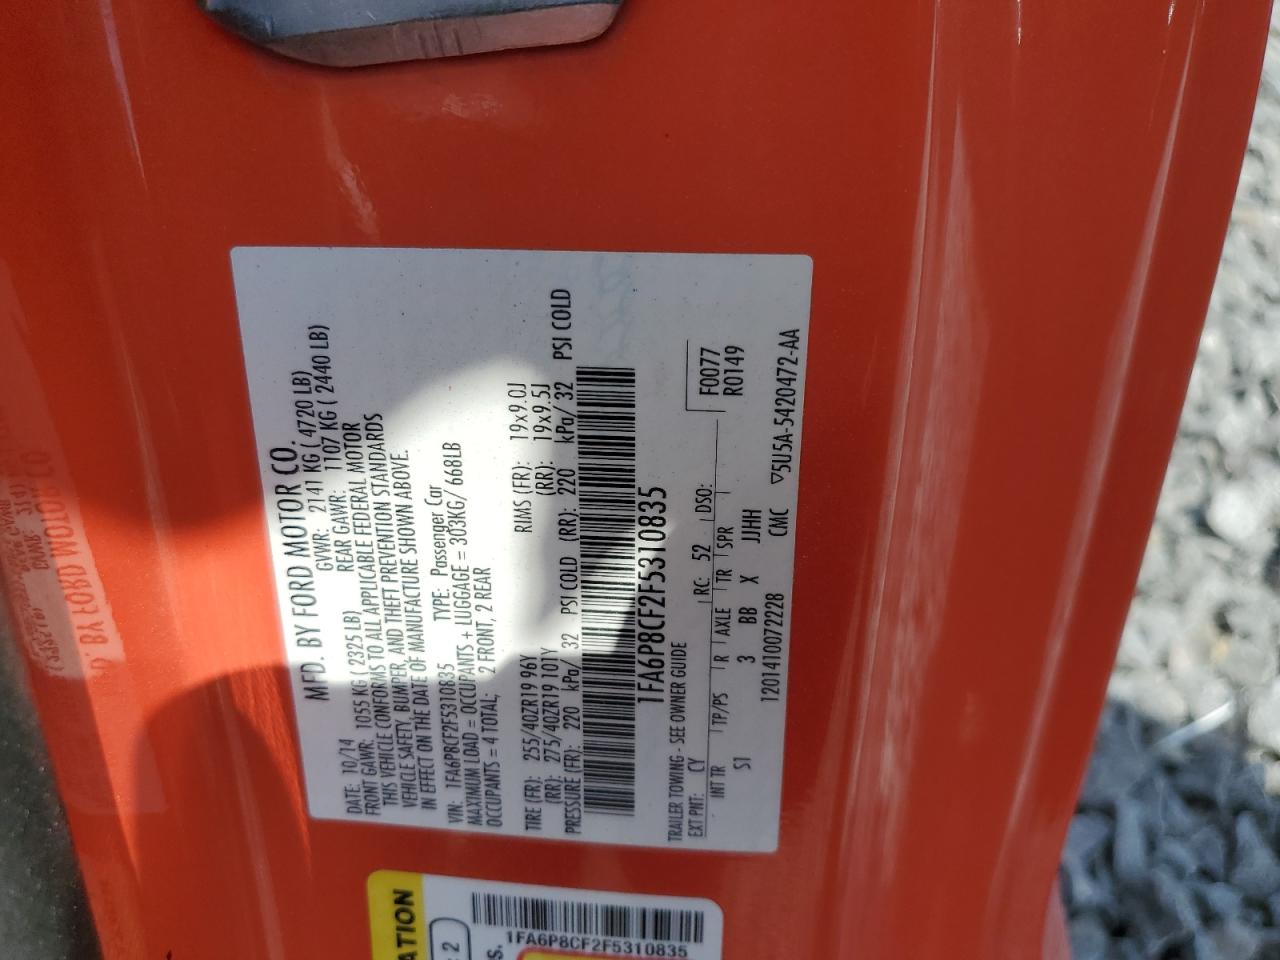 MFD. BY FORD MOTOR CO.
DATE: 10/14 GVWR: 2141 KG ( 4720 LB)
FRONT GAWR: 1055 KG ( 2325 LB) REAR GAWR: 1107 KG ( 2440 LB)
THIS VEHICLE CONFORMS TO ALL APPLICABLE FEDERAL MOTOR
VEHICLE SAFETY, BUMPER, AND THEFT PREVENTION STANDARDS
IN EFFECT ON THE DATE OF MANUFACTURE SHOWN ABOVE.
VIN: 1FA6P8CF2F5310835 TYPE: Passenger Car
MAXIMUM LOAD = OCCUPANTS + LUGGAGE = 303KG/ 668LB
OCCUPANTS = 4 TOTAL; 2 FRONT, 2 REAR
TIRE (FR): 255/40ZR19 96Y RIMS (FR): 19x9.0J
(RR): 275/40ZR19 101Y (RR): 19x9.5J
PRESSURE (FR): 220 kPa/ 32 PSI COLD (RR): 220 kPa/ 32 PSI COLD
1FA6P8CF2F5310835
TRAILER TOWING - SEE OWNER GUIDE
EXT PNT: CY RC: 52 DSO: F0077
R0149
INT TR TP/PS R AXLE TR SPR
S7 3 BB X JJHH
1201410072228 CMC ▽5U5A-5420472-AA
ATION
: 2
S.
1FA6P8CF2F5310835